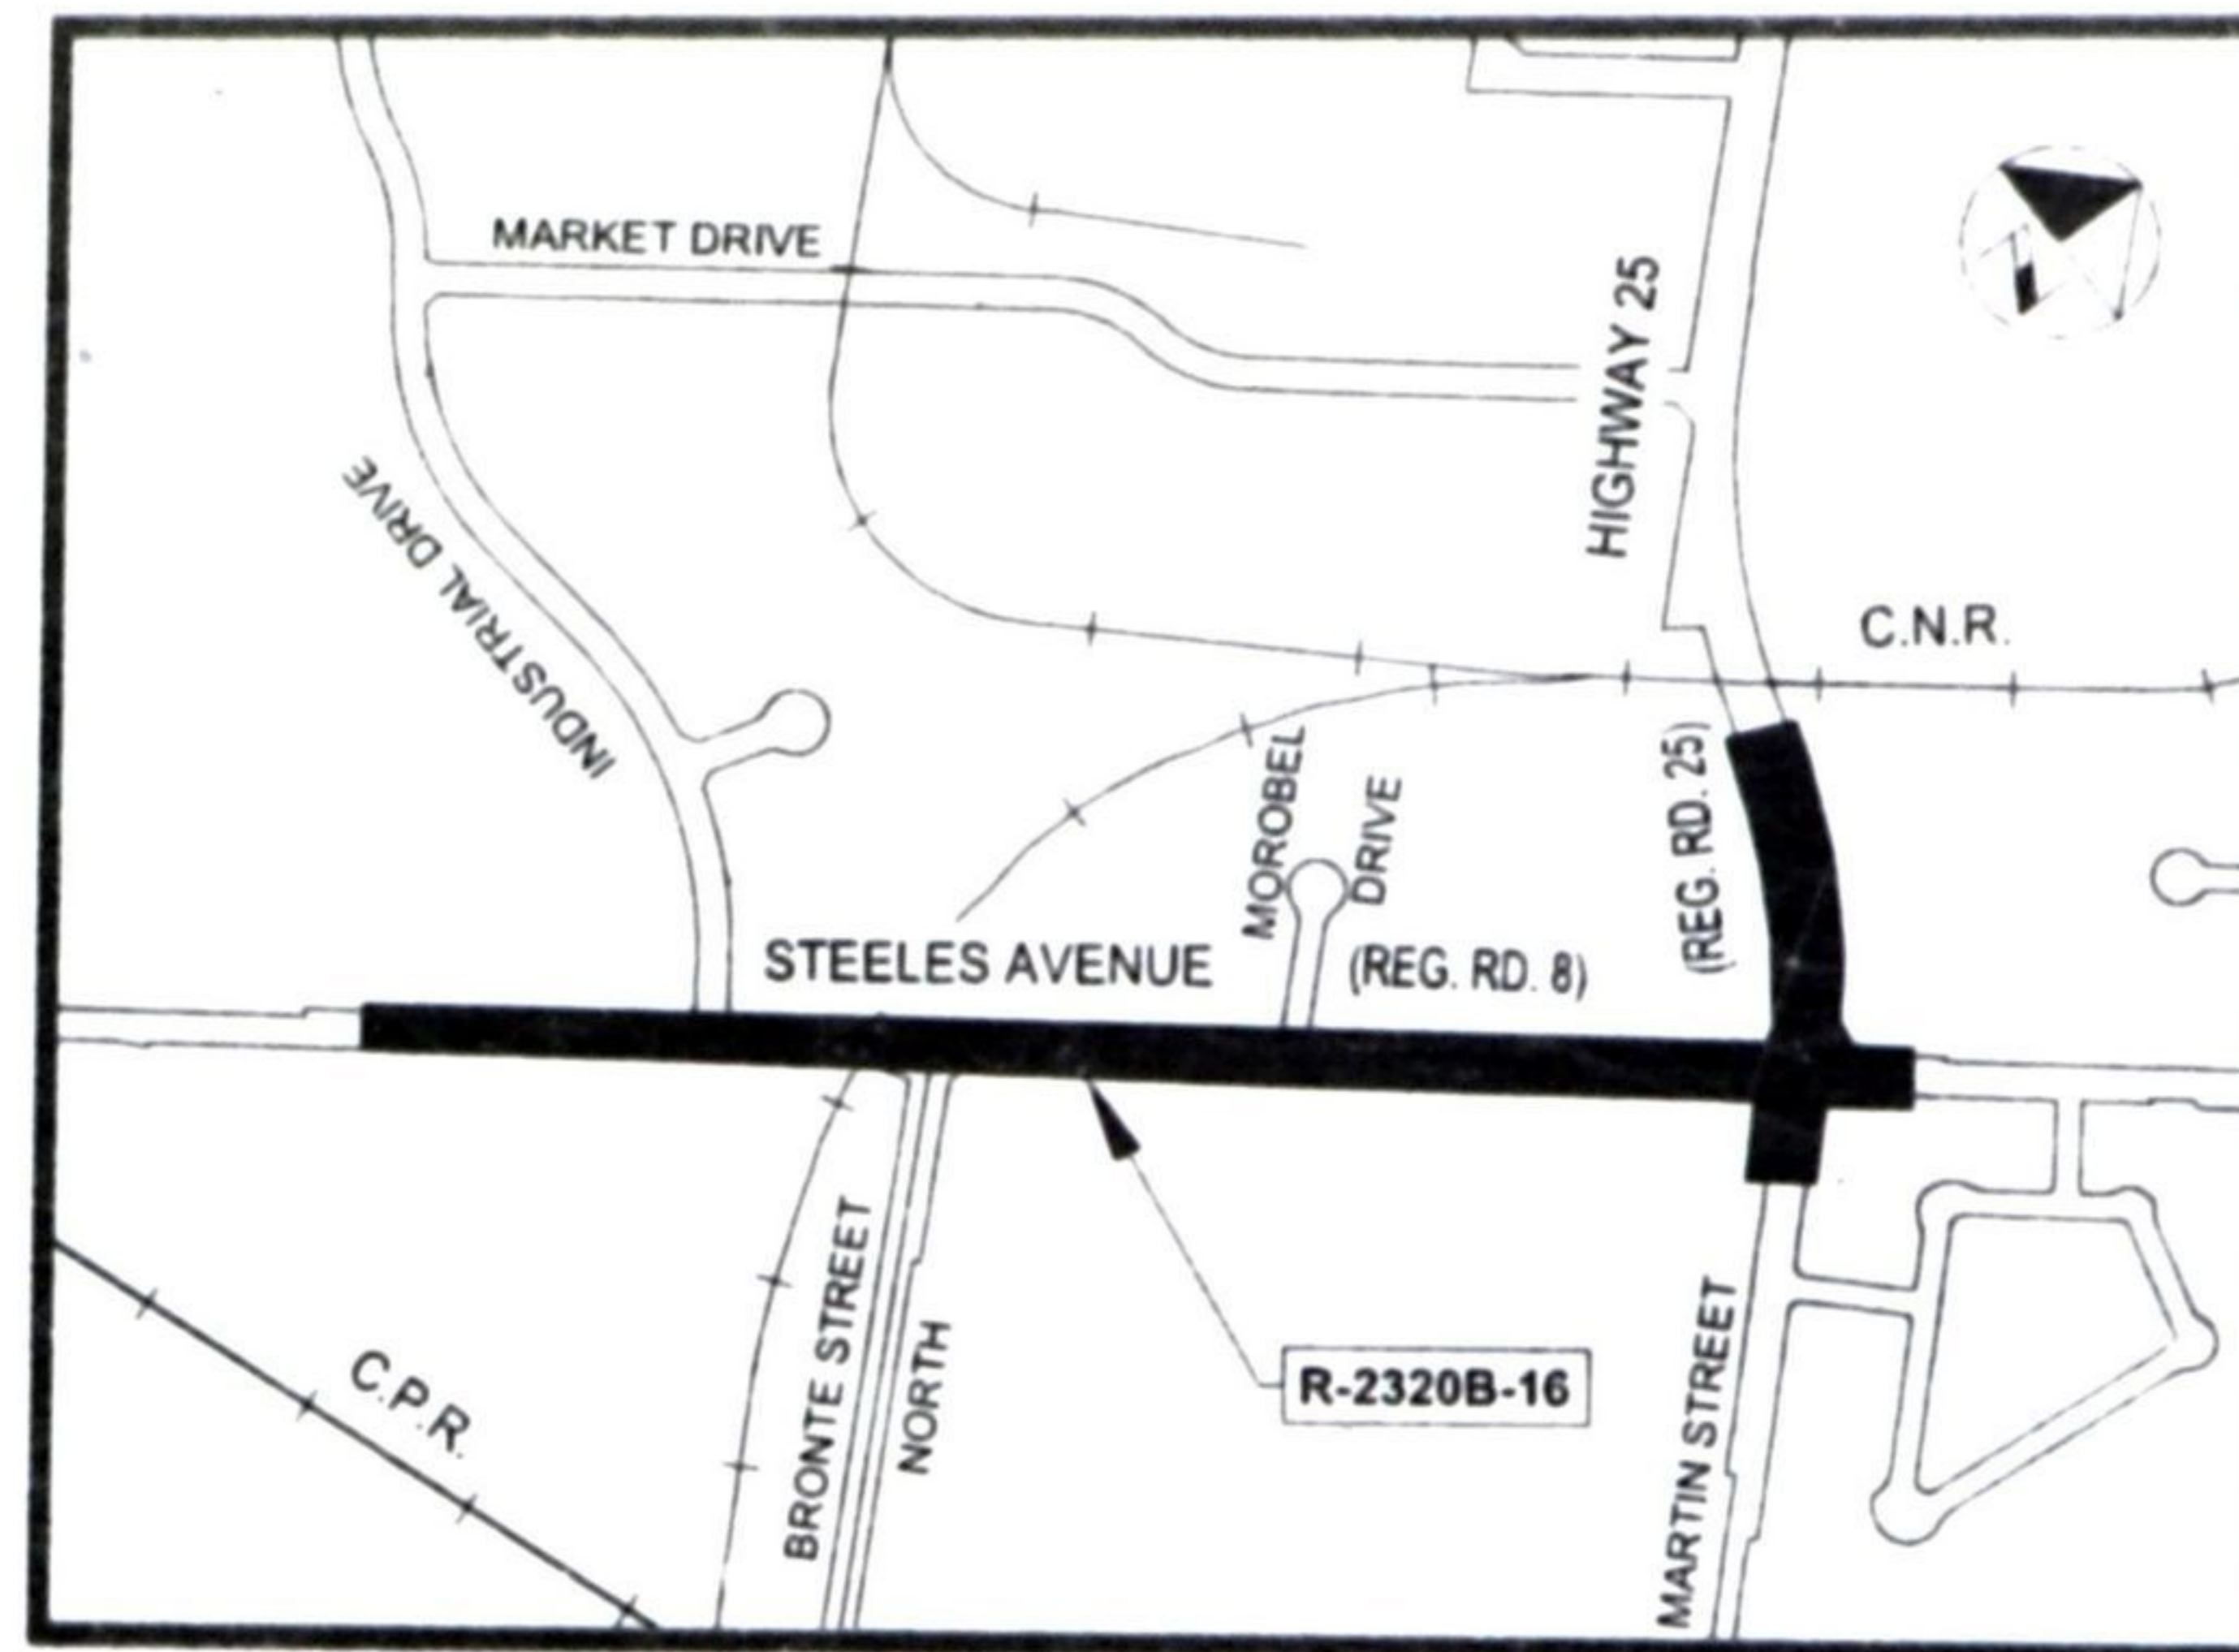 MARKET DRIVE
HIGHWAY 25
INDUSTRIAL DRIVE
C.N.R.
MOROBEL
DRIVE
(REG. RD. 25)
STEELES AVENUE
(REG. RD. 8)
BRONTE STREET
NORTH
C.P.R.
R-2320B-16
MARTIN STREET